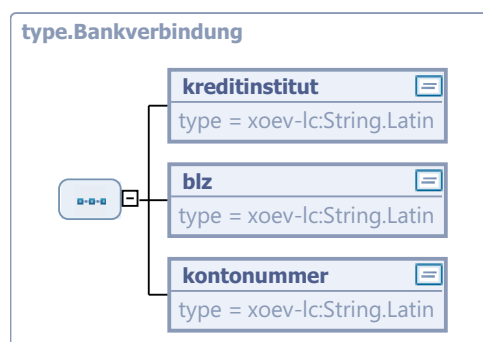 type.Bankverbindung
kreditinstitut
type = xoev-lc:String.Latin
blz
type = xoev-lc:String.Latin
kontonummer
type = xoev-lc:String.Latin